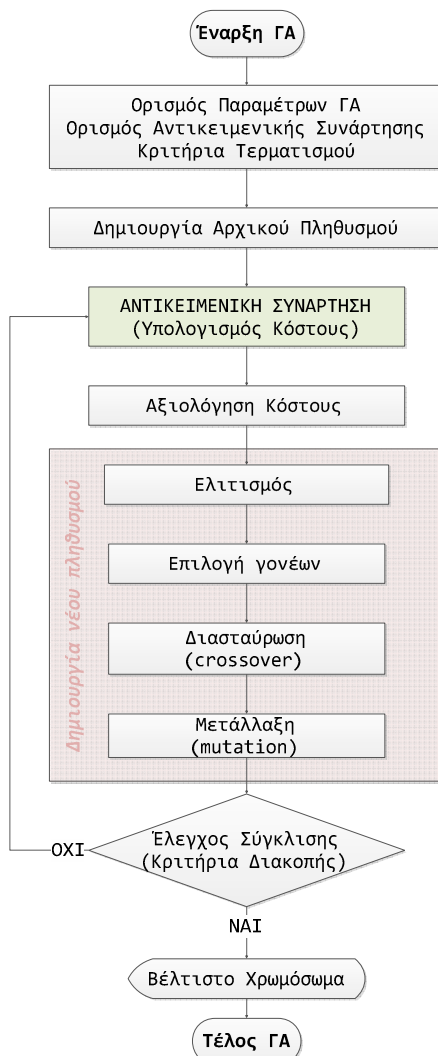 Έναρξη ΓΑ
Ορισμός Παραμέτρων ΓΑ
Ορισμός Αντικειμενικής Συνάρτησης
Κριτήρια Τερματισμού
Δημιουργία Αρχικού Πληθυσμού
ΑΝΤΙΚΕΙΜΕΝΙΚΗ ΣΥΝΑΡΤΗΣΗ
(Υπολογισμός Κόστους)
Αξιολόγηση Κόστους
Δημιουργία νέου πληθυσμού
Ελιτισμός
Επιλογή γονέων
Διασταύρωση
(crossover)
Μετάλλαξη
(mutation)
Έλεγχος Σύγκλισης
(Κριτήρια Διακοπής)
ΟΧΙ
ΝΑΙ
Βέλτιστο Χρωμόσωμα
Τέλος ΓΑ